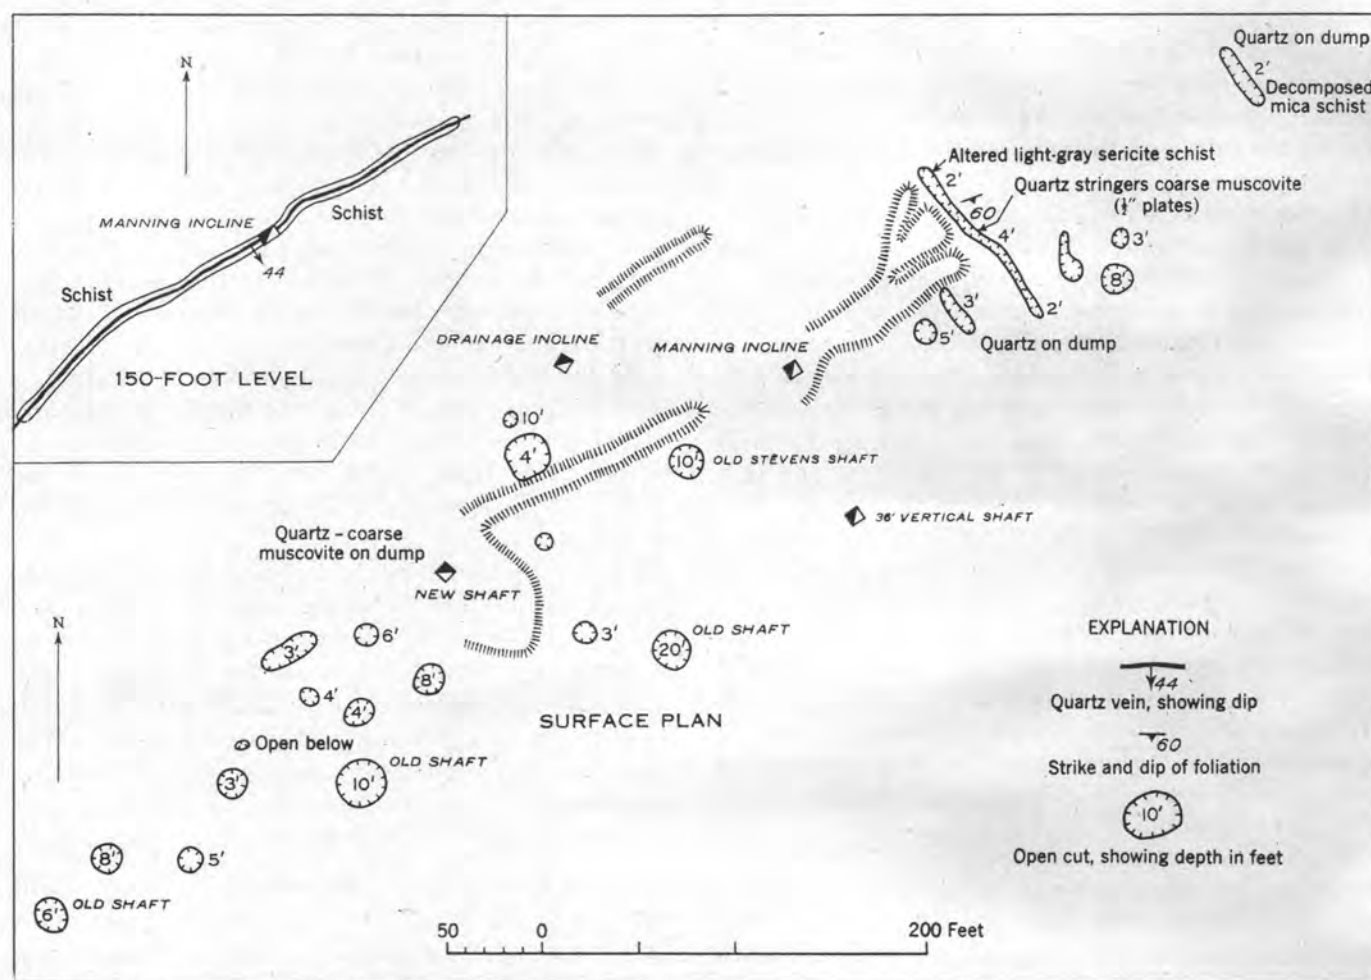 Quartz on dump
2'
Decomposed
mica schist
N
Altered light-gray sericite schist
2'
Quartz stringers coarse muscovite
60
4'
3'
8'
2'
MANNING INCLINE
Schist
44
Schist
150-FOOT LEVEL
DRAINAGE INCLINE
MANNING INCLINE
3'
5'
Quartz on dump
10'
4'
10'
OLD STEVENS SHAFT
36' VERTICAL SHAFT
Quartz – coarse
muscovite on dump
NEW SHAFT
N
6'
3'
3'
OLD SHAFT
20'
8'
4'
4'
Open below
OLD SHAFT
3'
10'
8'
5'
6'
OLD SHAFT
SURFACE PLAN
EXPLANATION
44
Quartz vein, showing dip
60
Strike and dip of foliation
10'
Open cut, showing depth in feet
50 0 200 Feet